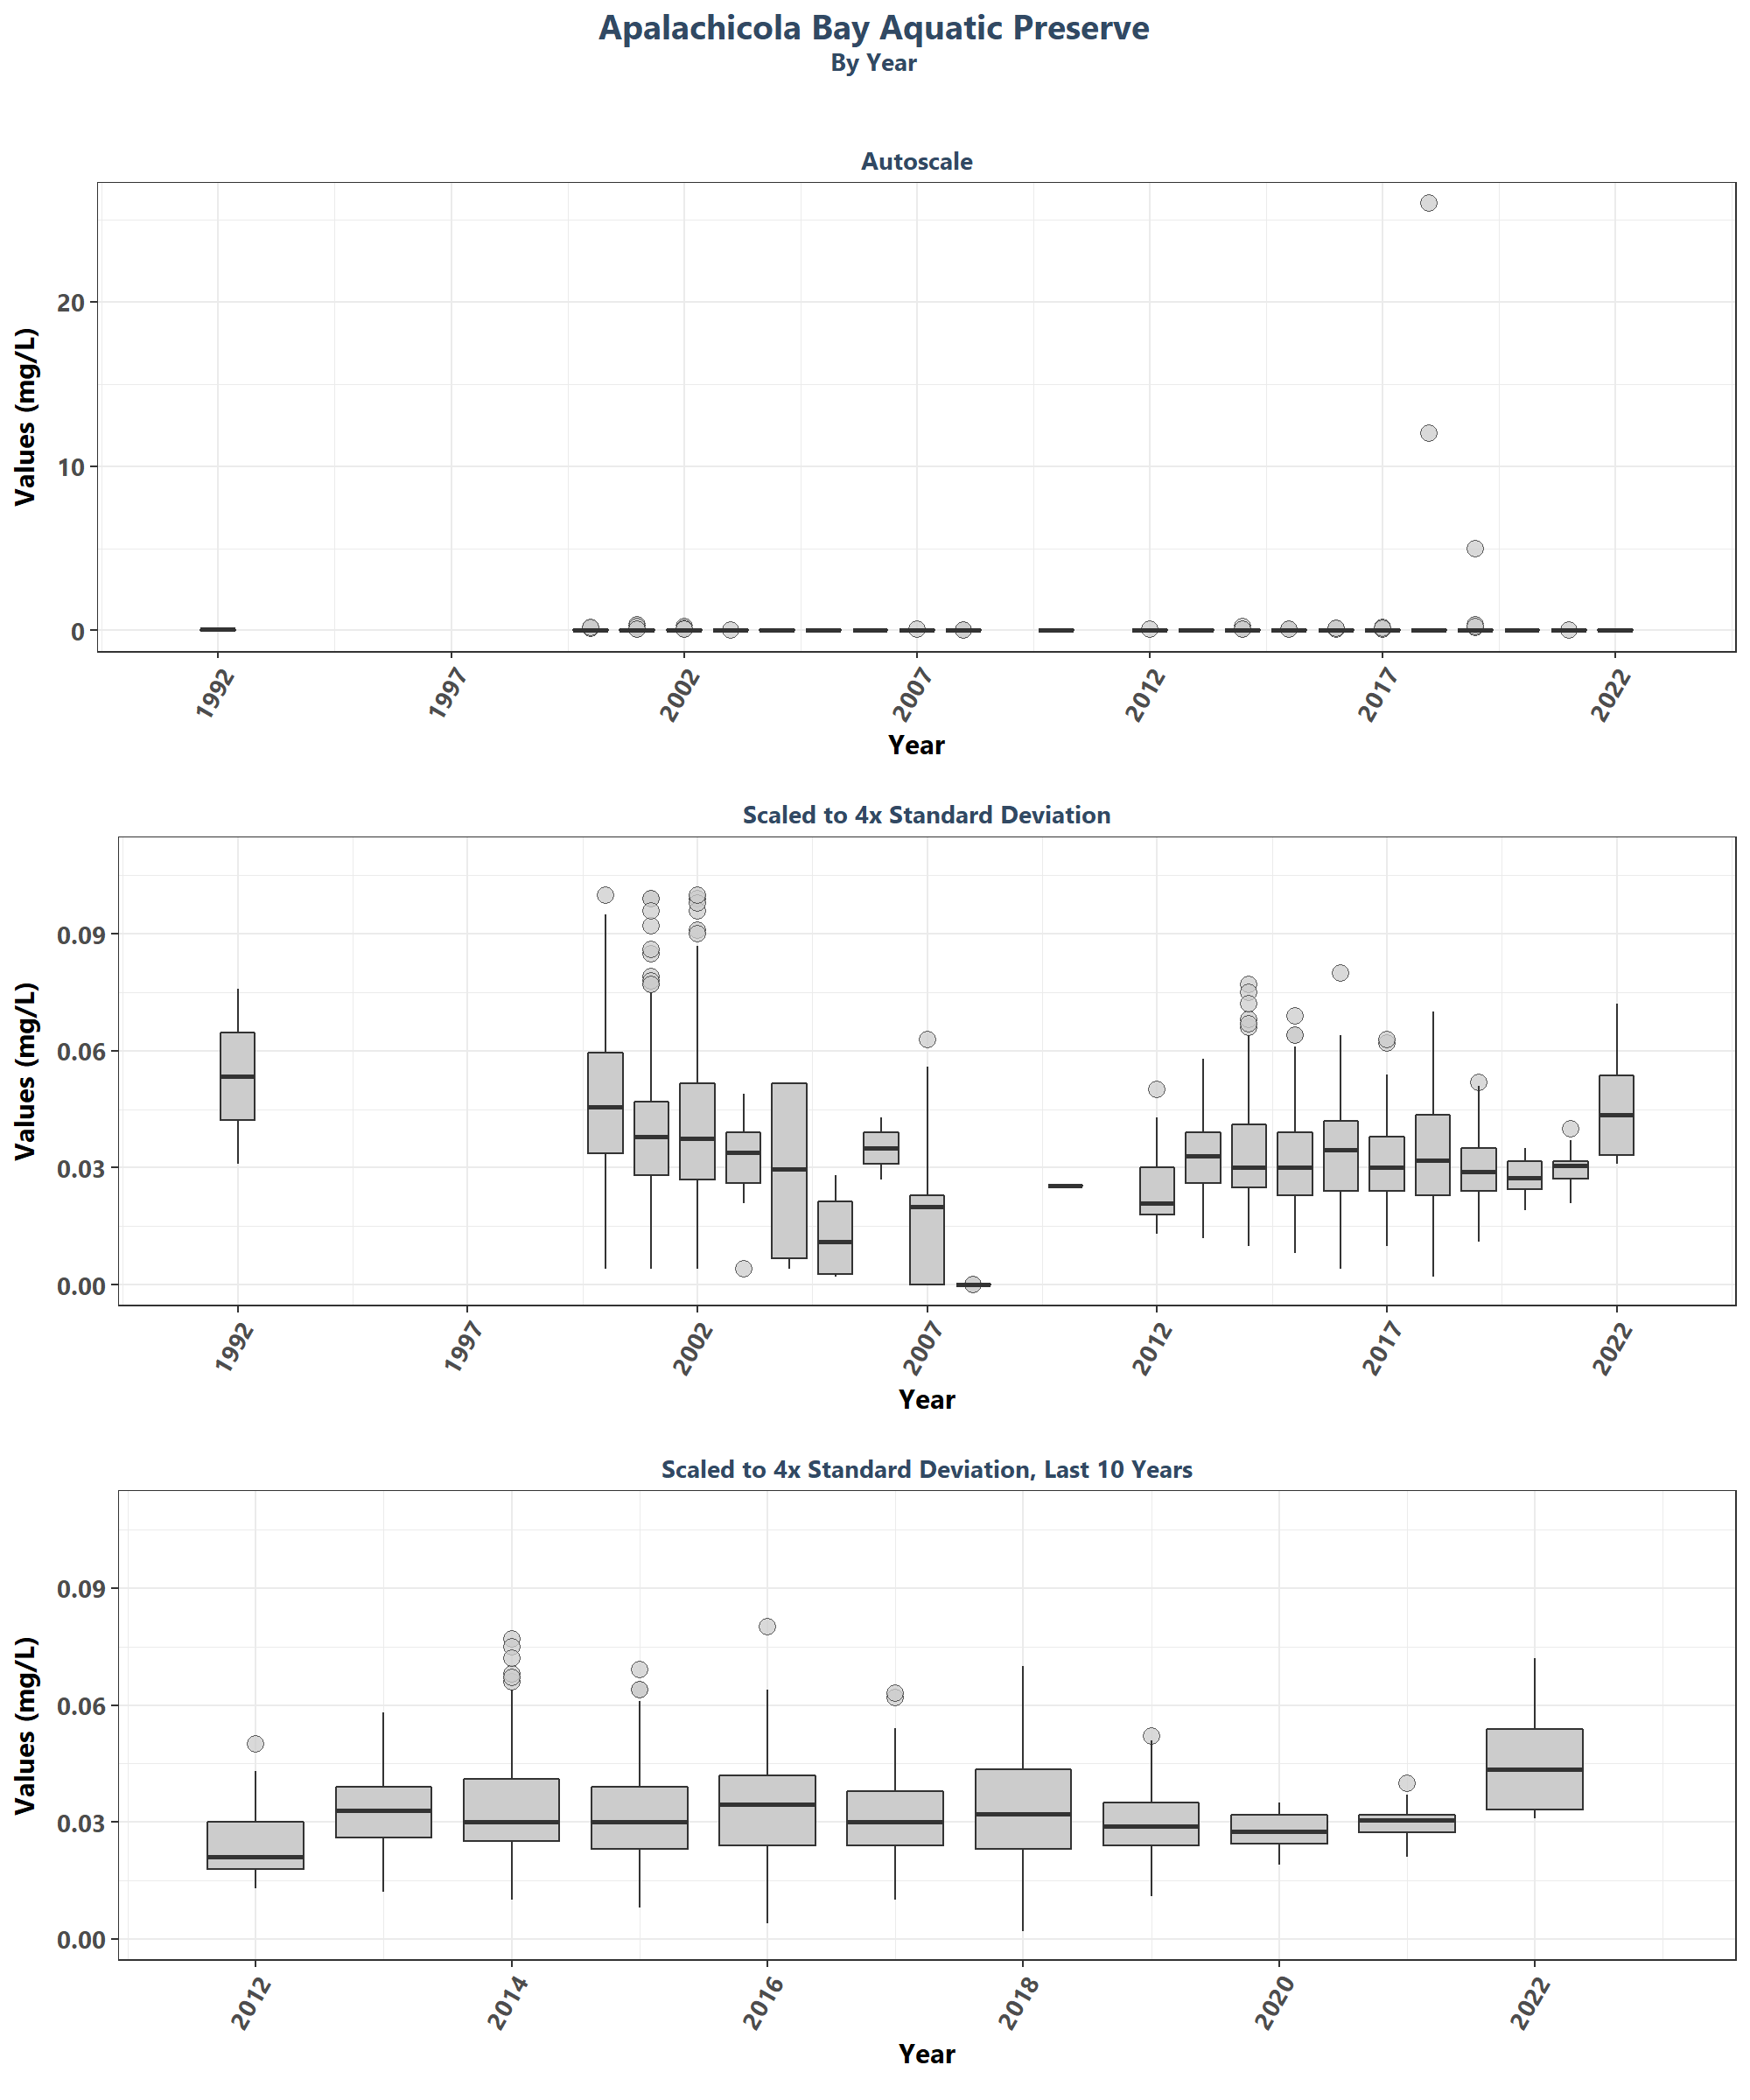 Apalachicola Bay Aquatic Preserve
By Year
Autoscale
Values (mg/L)
20
10
0
1992 1997 2002 2007 2012 2017 2022
Year
Scaled to 4x Standard Deviation
Values (mg/L)
0.09
0.06
0.03
0.00
1992 1997 2002 2007 2012 2017 2022
Year
Scaled to 4x Standard Deviation, Last 10 Years
Values (mg/L)
0.09
0.06
0.03
0.00
2012 2014 2016 2018 2020 2022
Year